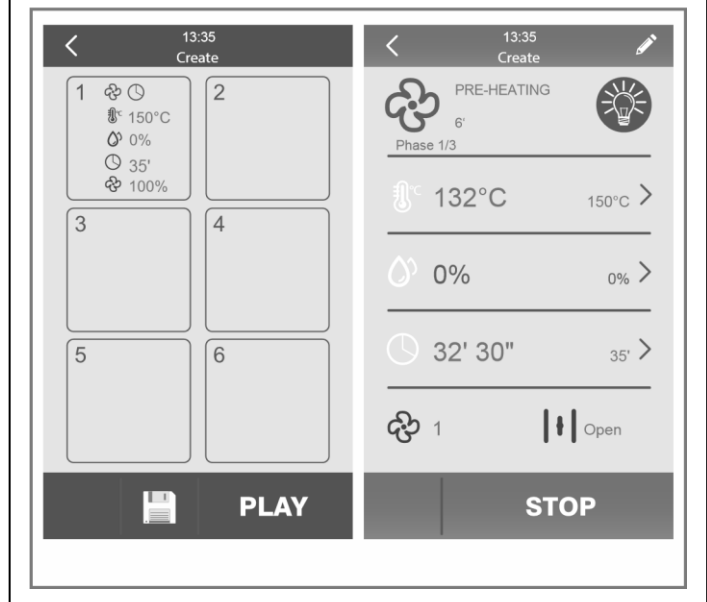 13:35
Create
1
150°C
0%
35'
100%
2
3
4
5
6
PLAY
13:35
Create
PRE-HEATING
6'
Phase 1/3
°C
132°C 150°C
0% 0%
32' 30" 35'
1 Open
STOP